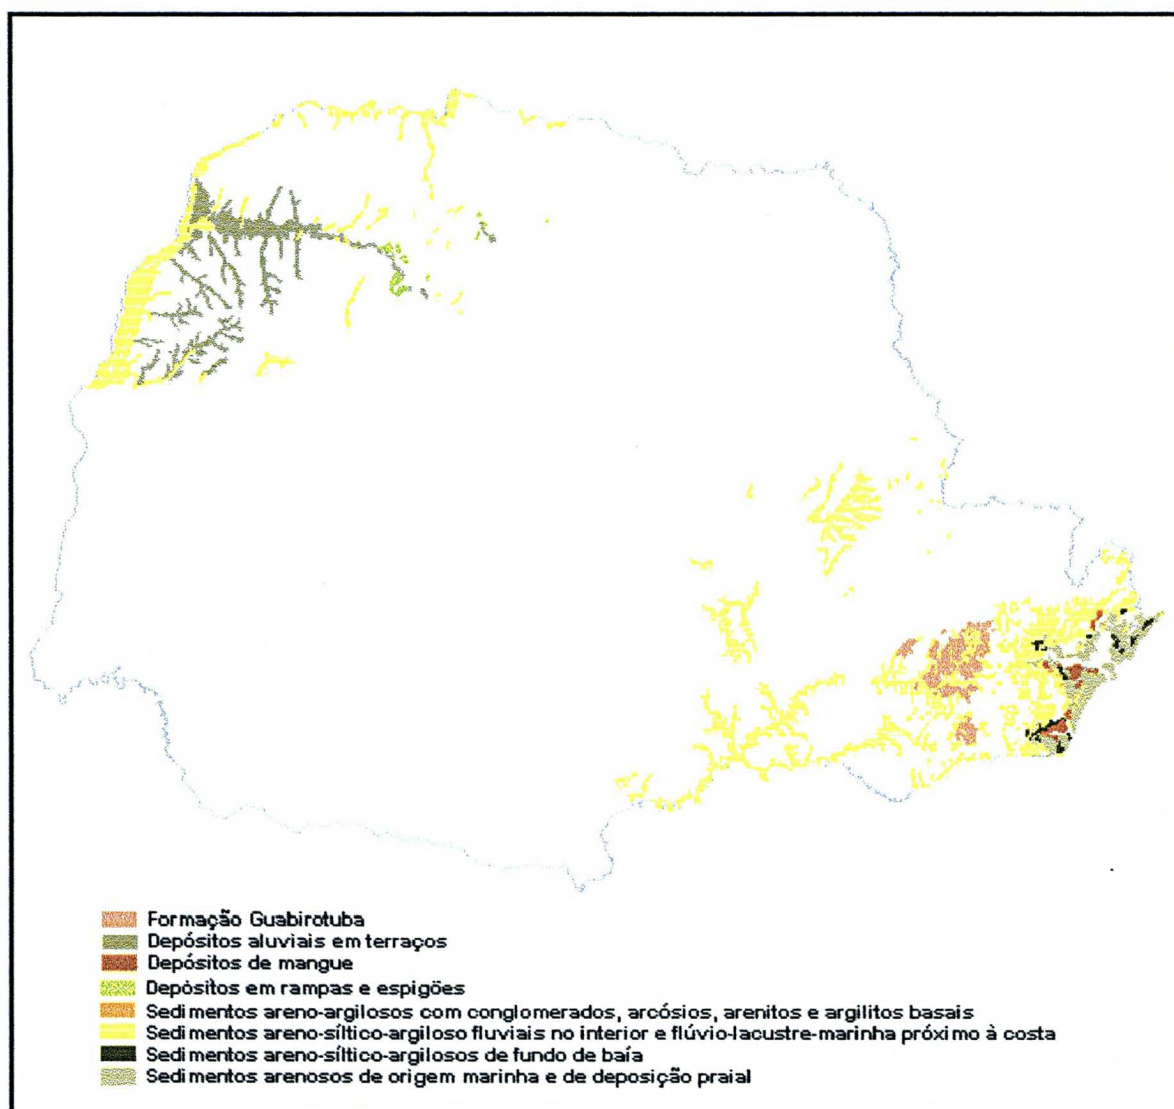 Formação Guabirotuba
Depósitos aluviais em terraços
Depósitos de mangue
Depósitos em rampas e espigões
Sedimentos areno-argilosos com conglomerados, arcósios, arenitos e argilitos basais
Sedimentos areno-síltico-argiloso fluviais no interior e flúvio-lacustre-marinha próximo à costa
Sedimentos areno-síltico-argilosos de fundo de baía
Sedimentos arenosos de origem marinha e de deposição praial